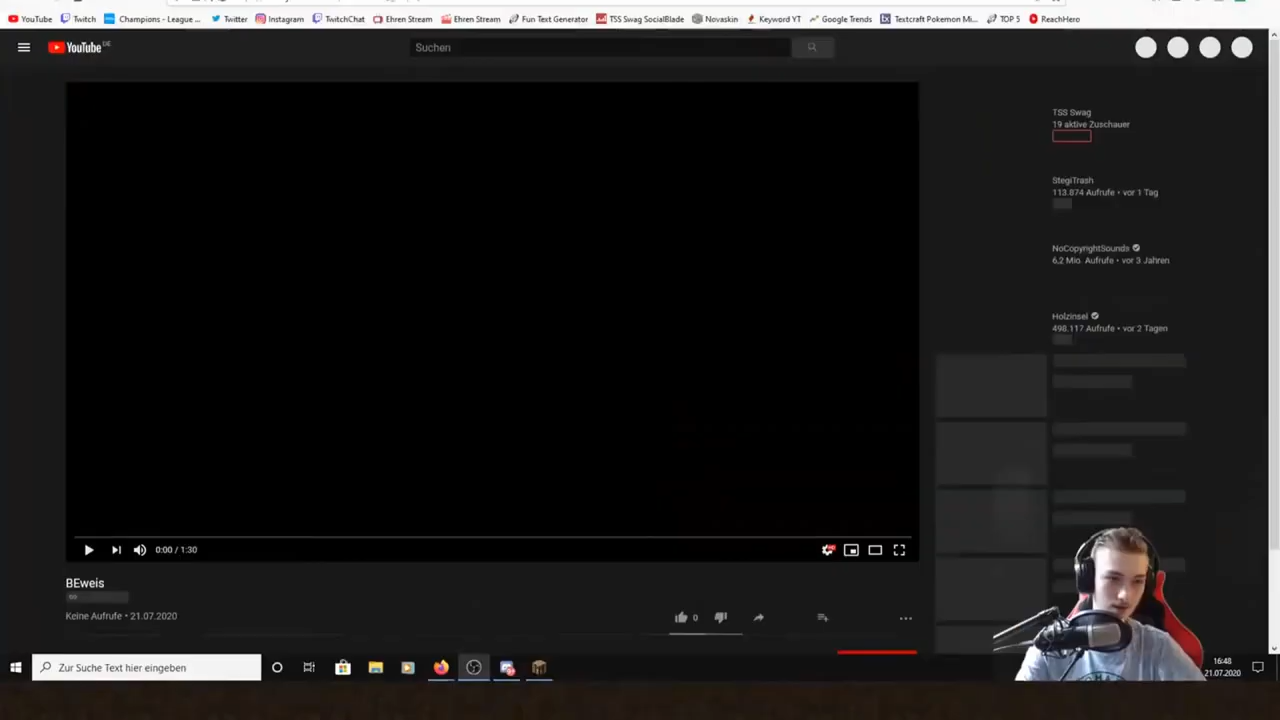 YouTube Twitch Champions - League ... Twitter Instagram TwitchChat Ehren Stream Ehren Stream Fun Text Generator TSS Swag SocialBlade Novaskin Keyword YT Google Trends Textcraft Pokemon Mi... TOP 5 ReachHero
YouTube DE
Suchen
TSS Swag
19 aktive Zuschauer
StegiTrash
113.874 Aufrufe • vor 1 Tag
NoCopyrightSounds
6,2 Mio. Aufrufe • vor 3 Jahren
Holzinsel
498.117 Aufrufe • vor 2 Tagen
0:00 / 1:30
BEweis
Keine Aufrufe • 21.07.2020
0
Zur Suche Text hier eingeben
16:48
21.07.2020